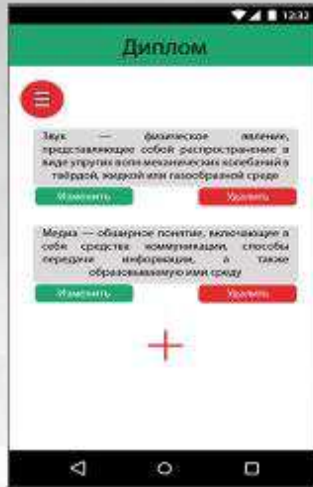 12:32
Диплом
Звук — физическое явление,
представляющее собой распространение в
виде упругих волн механических колебаний в
твёрдой, жидкой или газообразной среде
Изменить Удалить
Медиа — обширное понятие, включающее в
себя средства коммуникации, способы
передачи информации, а также
образовываемую ими среду
Изменить Удалить